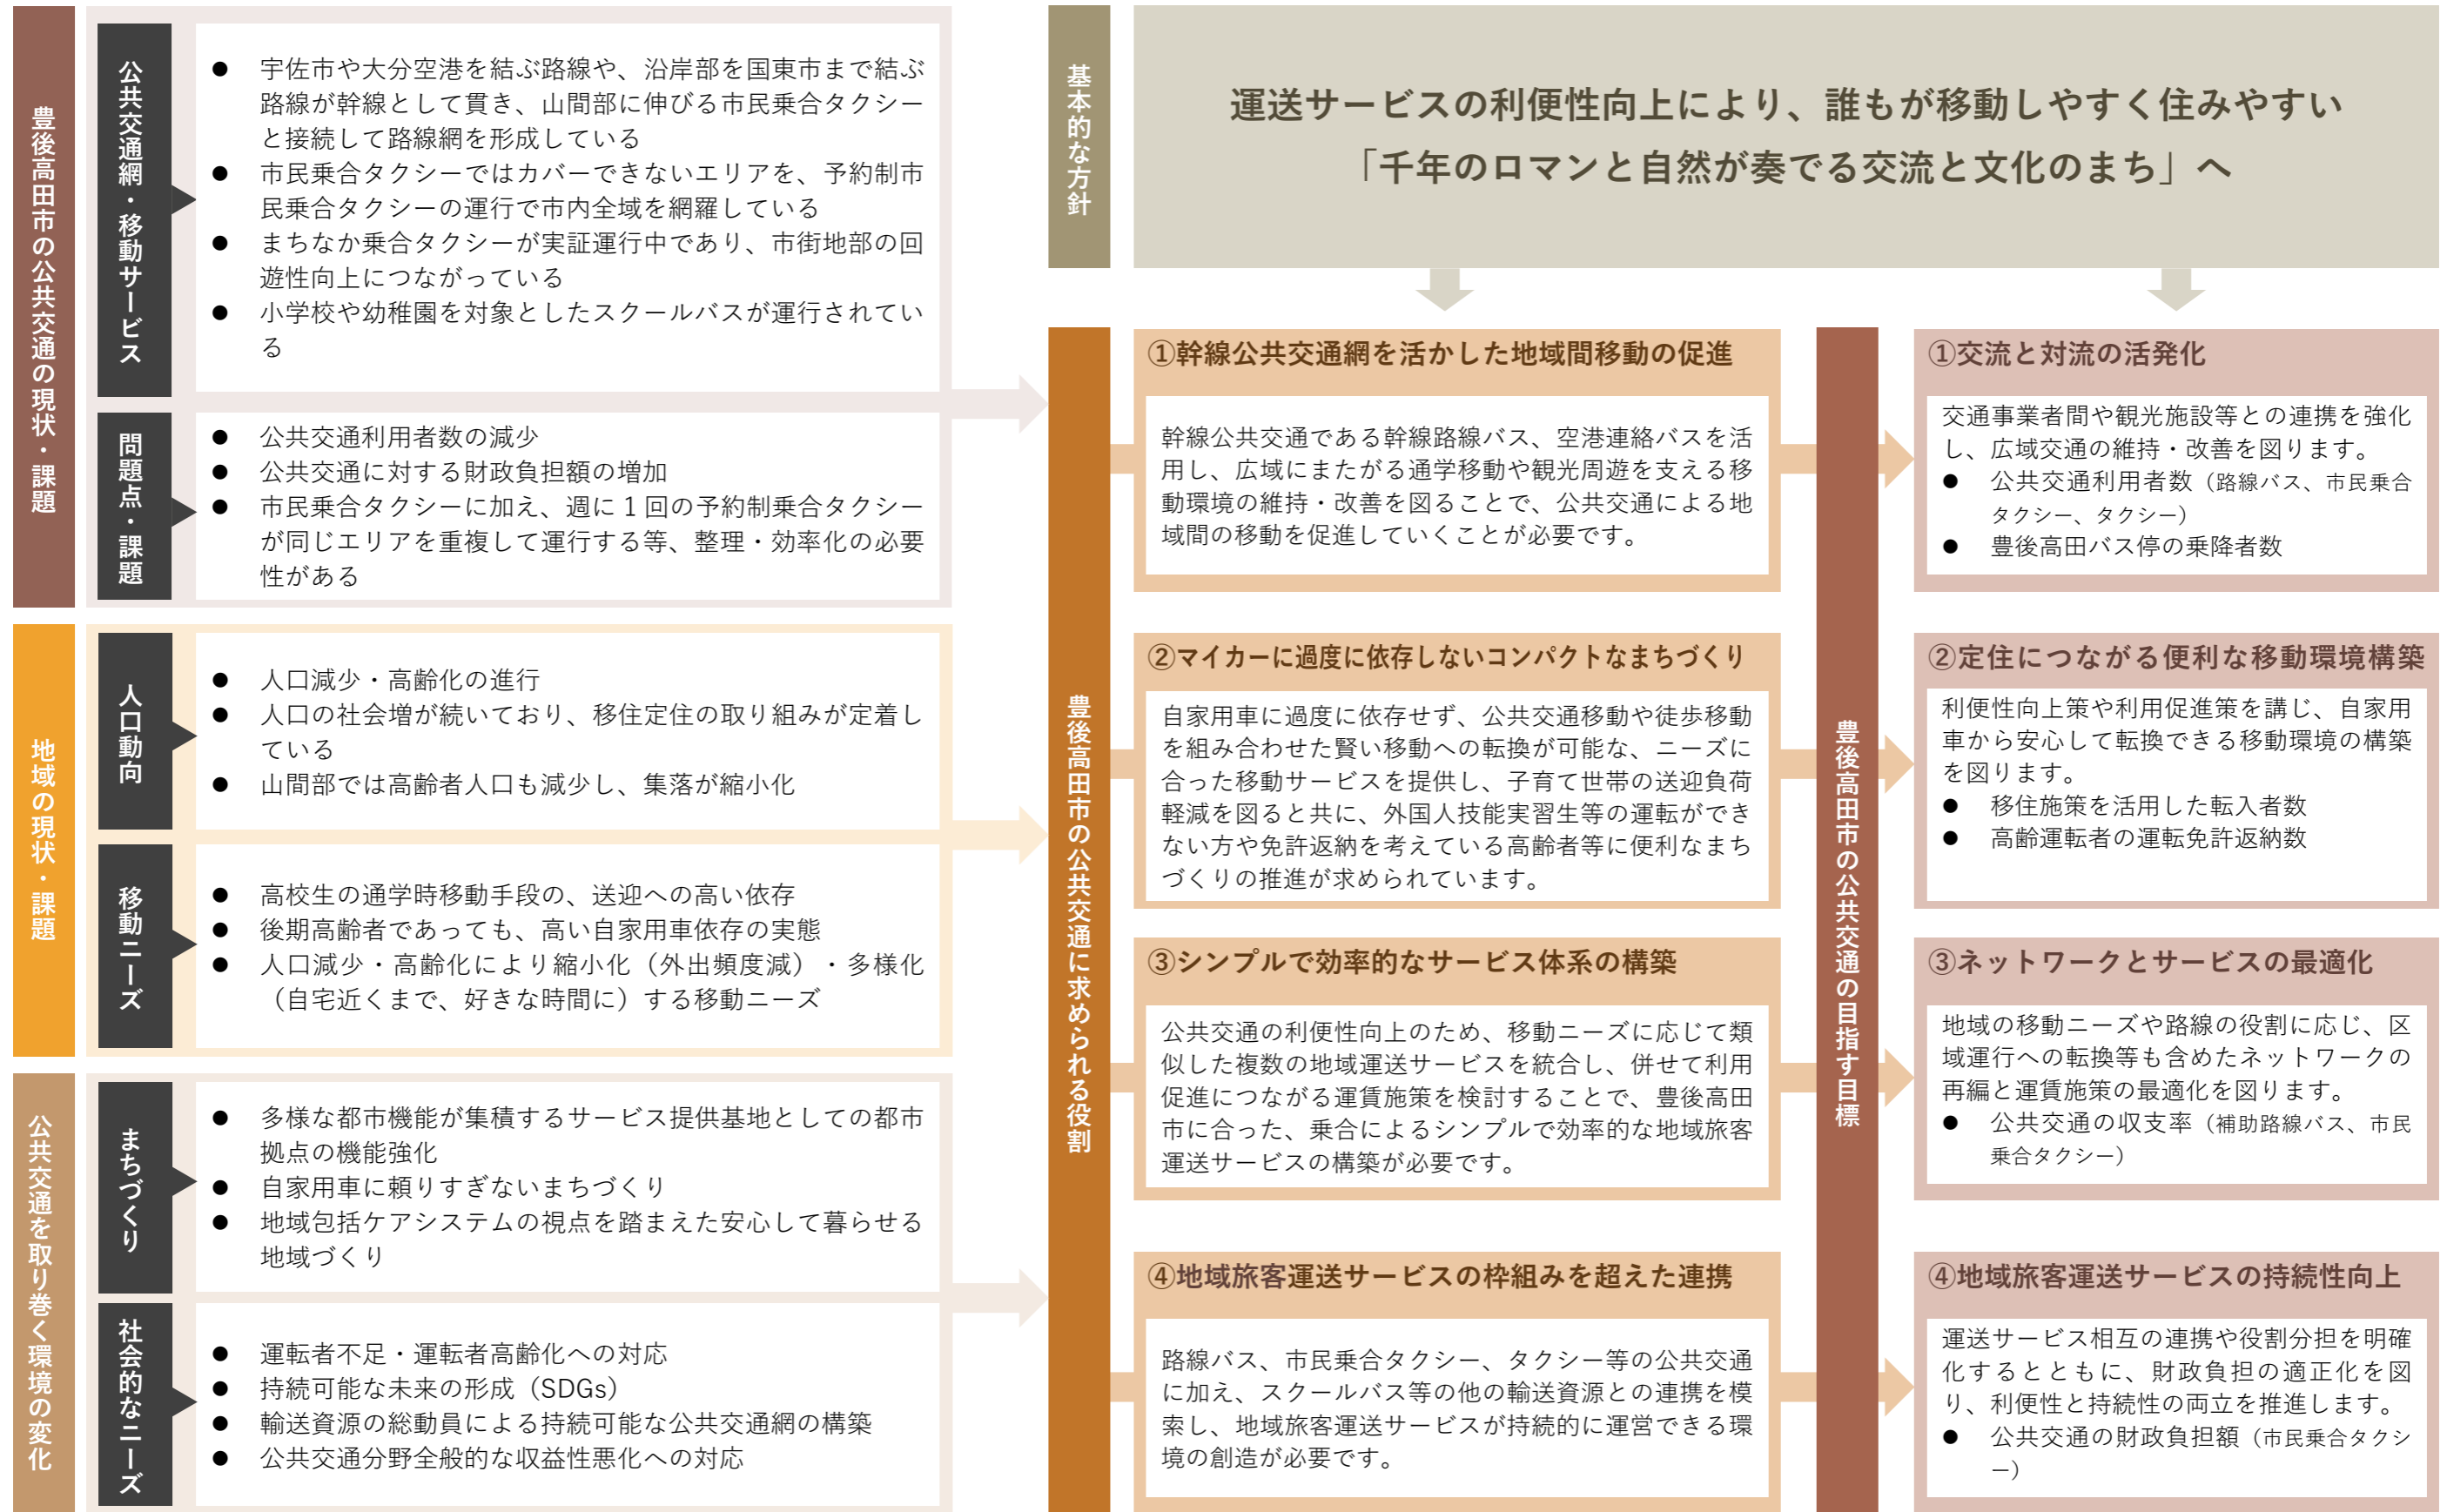 豊後高田市の公共交通の現状・課題
公共交通網・移動サービス
● 宇佐市や大分空港を結ぶ路線や、沿岸部を国東市まで結ぶ
路線が幹線として貫き、山間部に伸びる市民乗合タクシー
と接続して路線網を形成している
● 市民乗合タクシーではカバーできないエリアを、予約制市
民乗合タクシーの運行で市内全域を網羅している
● まちなか乗合タクシーが実証運行中であり、市街地部の回
遊性向上につながっている
● 小学校や幼稚園を対象としたスクールバスが運行されてい
る
問題点・課題
● 公共交通利用者数の減少
● 公共交通に対する財政負担額の増加
● 市民乗合タクシーに加え、週に１回の予約制乗合タクシー
が同じエリアを重複して運行する等、整理・効率化の必要
性がある
地域の現状・課題
人口動向
● 人口減少・高齢化の進行
● 人口の社会増が続いており、移住定住の取り組みが定着し
ている
● 山間部では高齢者人口も減少し、集落が縮小化
移動ニーズ
● 高校生の通学時移動手段の、送迎への高い依存
● 後期高齢者であっても、高い自家用車依存の実態
● 人口減少・高齢化により縮小化（外出頻度減）・多様化
（自宅近くまで、好きな時間に）する移動ニーズ
公共交通を取り巻く環境の変化
まちづくり
● 多様な都市機能が集積するサービス提供基地としての都市
拠点の機能強化
● 自家用車に頼りすぎないまちづくり
● 地域包括ケアシステムの視点を踏まえた安心して暮らせる
地域づくり
社会的なニーズ
● 運転者不足・運転者高齢化への対応
● 持続可能な未来の形成（SDGs）
● 輸送資源の総動員による持続可能な公共交通網の構築
● 公共交通分野全般的な収益性悪化への対応
基本的な方針
運送サービスの利便性向上により、誰もが移動しやすく住みやすい
「千年のロマンと自然が奏でる交流と文化のまち」へ
豊後高田市の公共交通に求められる役割
①幹線公共交通網を活かした地域間移動の促進
幹線公共交通である幹線路線バス、空港連絡バスを活
用し、広域にまたがる通学移動や観光周遊を支える移
動環境の維持・改善を図ることで、公共交通による地
域間の移動を促進していくことが必要です。
②マイカーに過度に依存しないコンパクトなまちづくり
自家用車に過度に依存せず、公共交通移動や徒歩移動
を組み合わせた賢い移動への転換が可能な、ニーズに
合った移動サービスを提供し、子育て世帯の送迎負荷
軽減を図ると共に、外国人技能実習生等の運転ができ
ない方や免許返納を考えている高齢者等に便利なまち
づくりの推進が求められています。
③シンプルで効率的なサービス体系の構築
公共交通の利便性向上のため、移動ニーズに応じて類
似した複数の地域運送サービスを統合し、併せて利用
促進につながる運賃施策を検討することで、豊後高田
市に合った、乗合によるシンプルで効率的な地域旅客
運送サービスの構築が必要です。
④地域旅客運送サービスの枠組みを超えた連携
路線バス、市民乗合タクシー、タクシー等の公共交通
に加え、スクールバス等の他の輸送資源との連携を模
索し、地域旅客運送サービスが持続的に運営できる環
境の創造が必要です。
豊後高田市の公共交通の目指す目標
①交流と対流の活発化
交通事業者間や観光施設等との連携を強化
し、広域交通の維持・改善を図ります。
● 公共交通利用者数（路線バス、市民乗合
タクシー、タクシー）
● 豊後高田バス停の乗降者数
②定住につながる便利な移動環境構築
利便性向上策や利用促進策を講じ、自家用
車から安心して転換できる移動環境の構築
を図ります。
● 移住施策を活用した転入者数
● 高齢運転者の運転免許返納数
③ネットワークとサービスの最適化
地域の移動ニーズや路線の役割に応じ、区
域運行への転換等も含めたネットワークの
再編と運賃施策の最適化を図ります。
● 公共交通の収支率（補助路線バス、市民
乗合タクシー）
④地域旅客運送サービスの持続性向上
運送サービス相互の連携や役割分担を明確
化するとともに、財政負担の適正化を図
り、利便性と持続性の両立を推進します。
● 公共交通の財政負担額（市民乗合タクシ
ー）